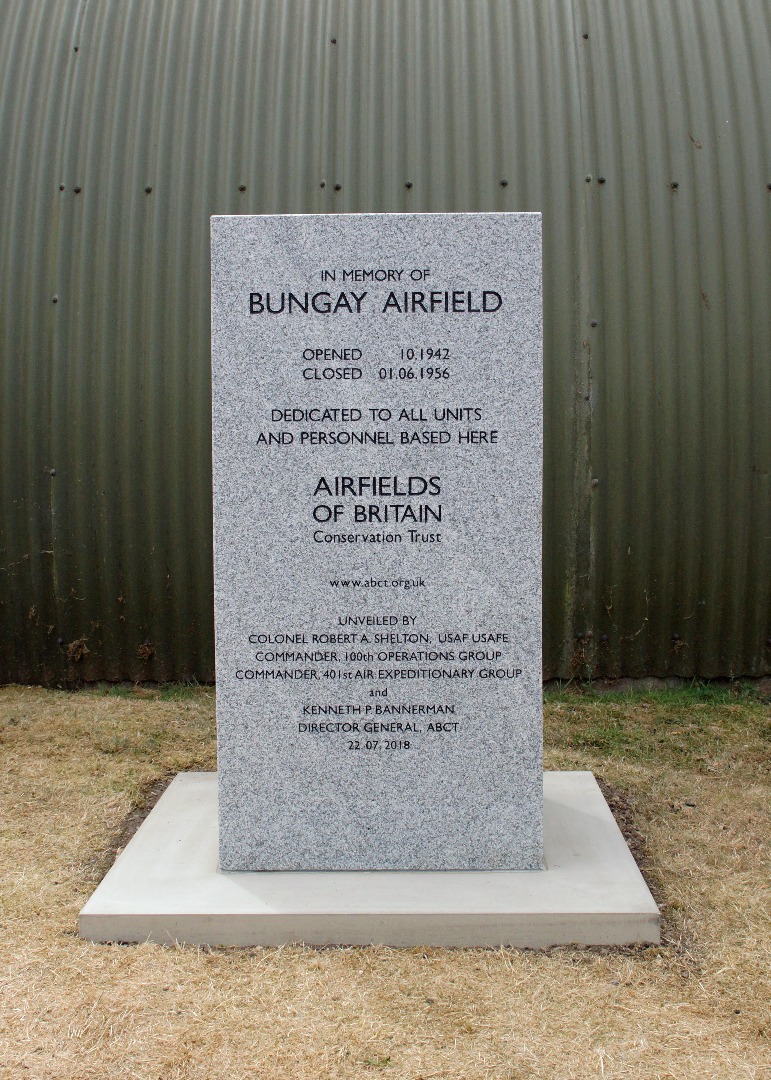 IN MEMORY OF
BUNGAY AIRFIELD
OPENED 10.1942
CLOSED 01.06.1956
DEDICATED TO ALL UNITS
AND PERSONNEL BASED HERE
AIRFIELDS
OF BRITAIN
Conservation Trust
www.abct.org.uk
UNVEILED BY
COLONEL ROBERT A. SHELTON, USAF USAFE
COMMANDER, 100th OPERATIONS GROUP
COMMANDER, 401st AIR EXPEDITIONARY GROUP
and
KENNETH P BANNERMAN
DIRECTOR GENERAL, ABCT
22.07.2018